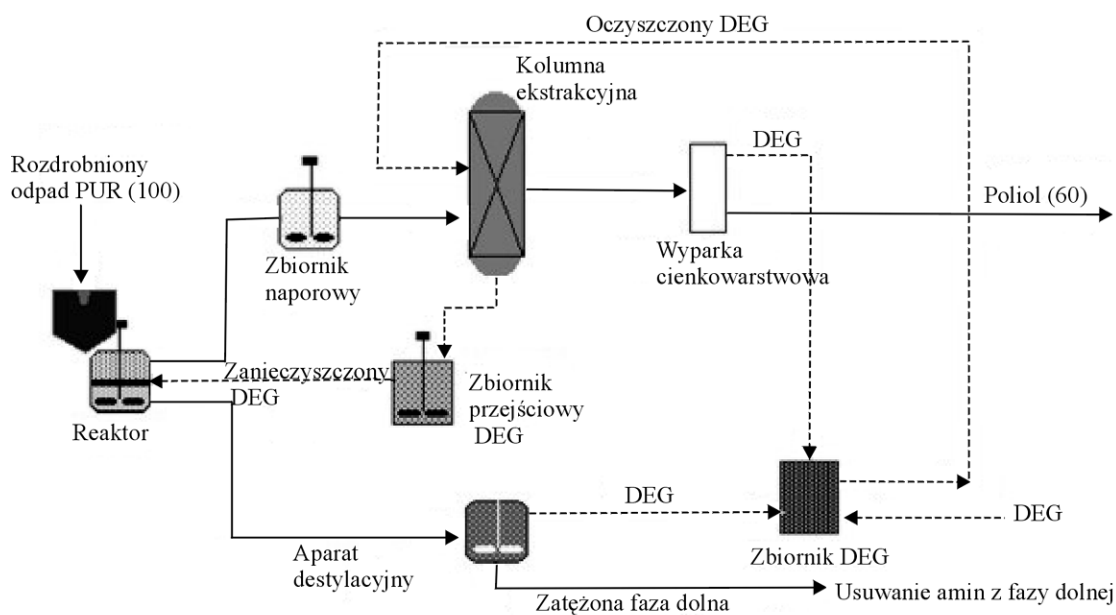 Oczyszczony DEG
Kolumna
ekstrakcyjna
DEG
Rozdrobniony
odpad PUR (100)
Poliol (60)
Zbiornik
naporowy
Wyparka
cienkowarstwowa
Zanieczyszczony
DEG
Zbiornik
przejściowy
DEG
Reaktor
DEG
DEG
Aparat
destylacyjny
Zbiornik DEG
Zatężona faza dolna
Usuwanie amin z fazy dolnej